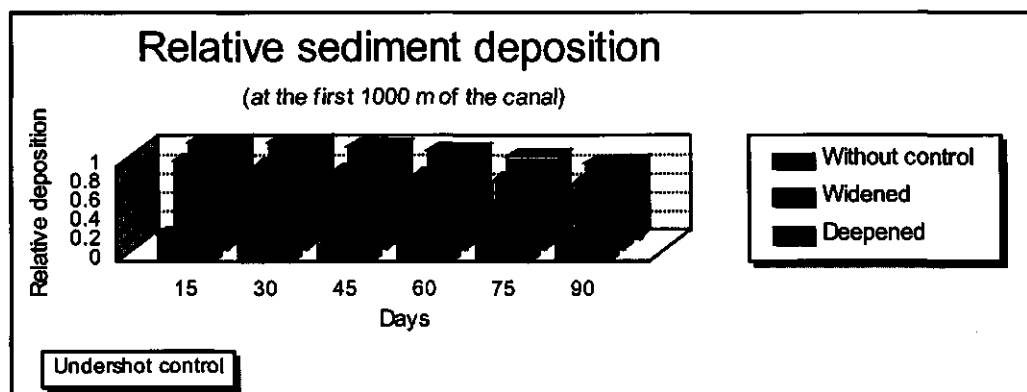 Relative sediment deposition
(at the first 1000 m of the canal)
Relative deposition
1
0.8
0.6
0.4
0.2
0
15 30 45 60 75 90
Days
Without control
Widened
Deepened
Undershot control